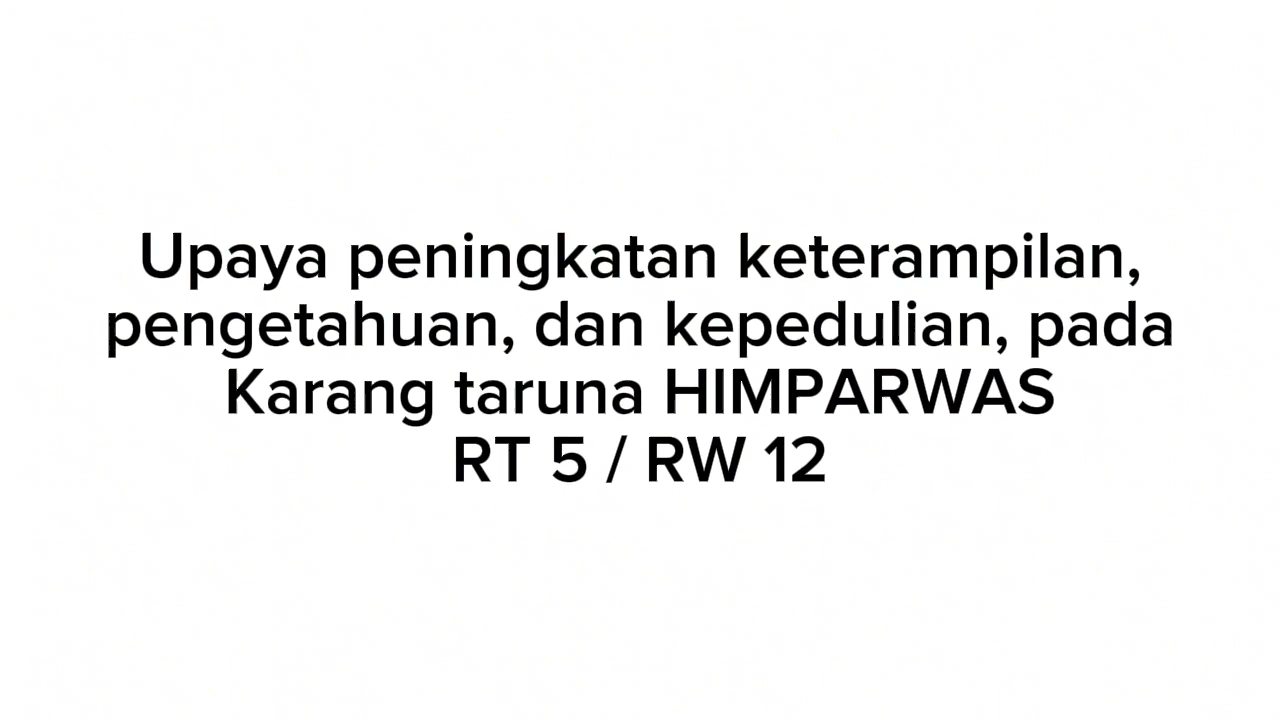 Upaya peningkatan keterampilan,
pengetahuan, dan kepedulian, pada
Karang taruna HIMPARWAS
RT 5 / RW 12